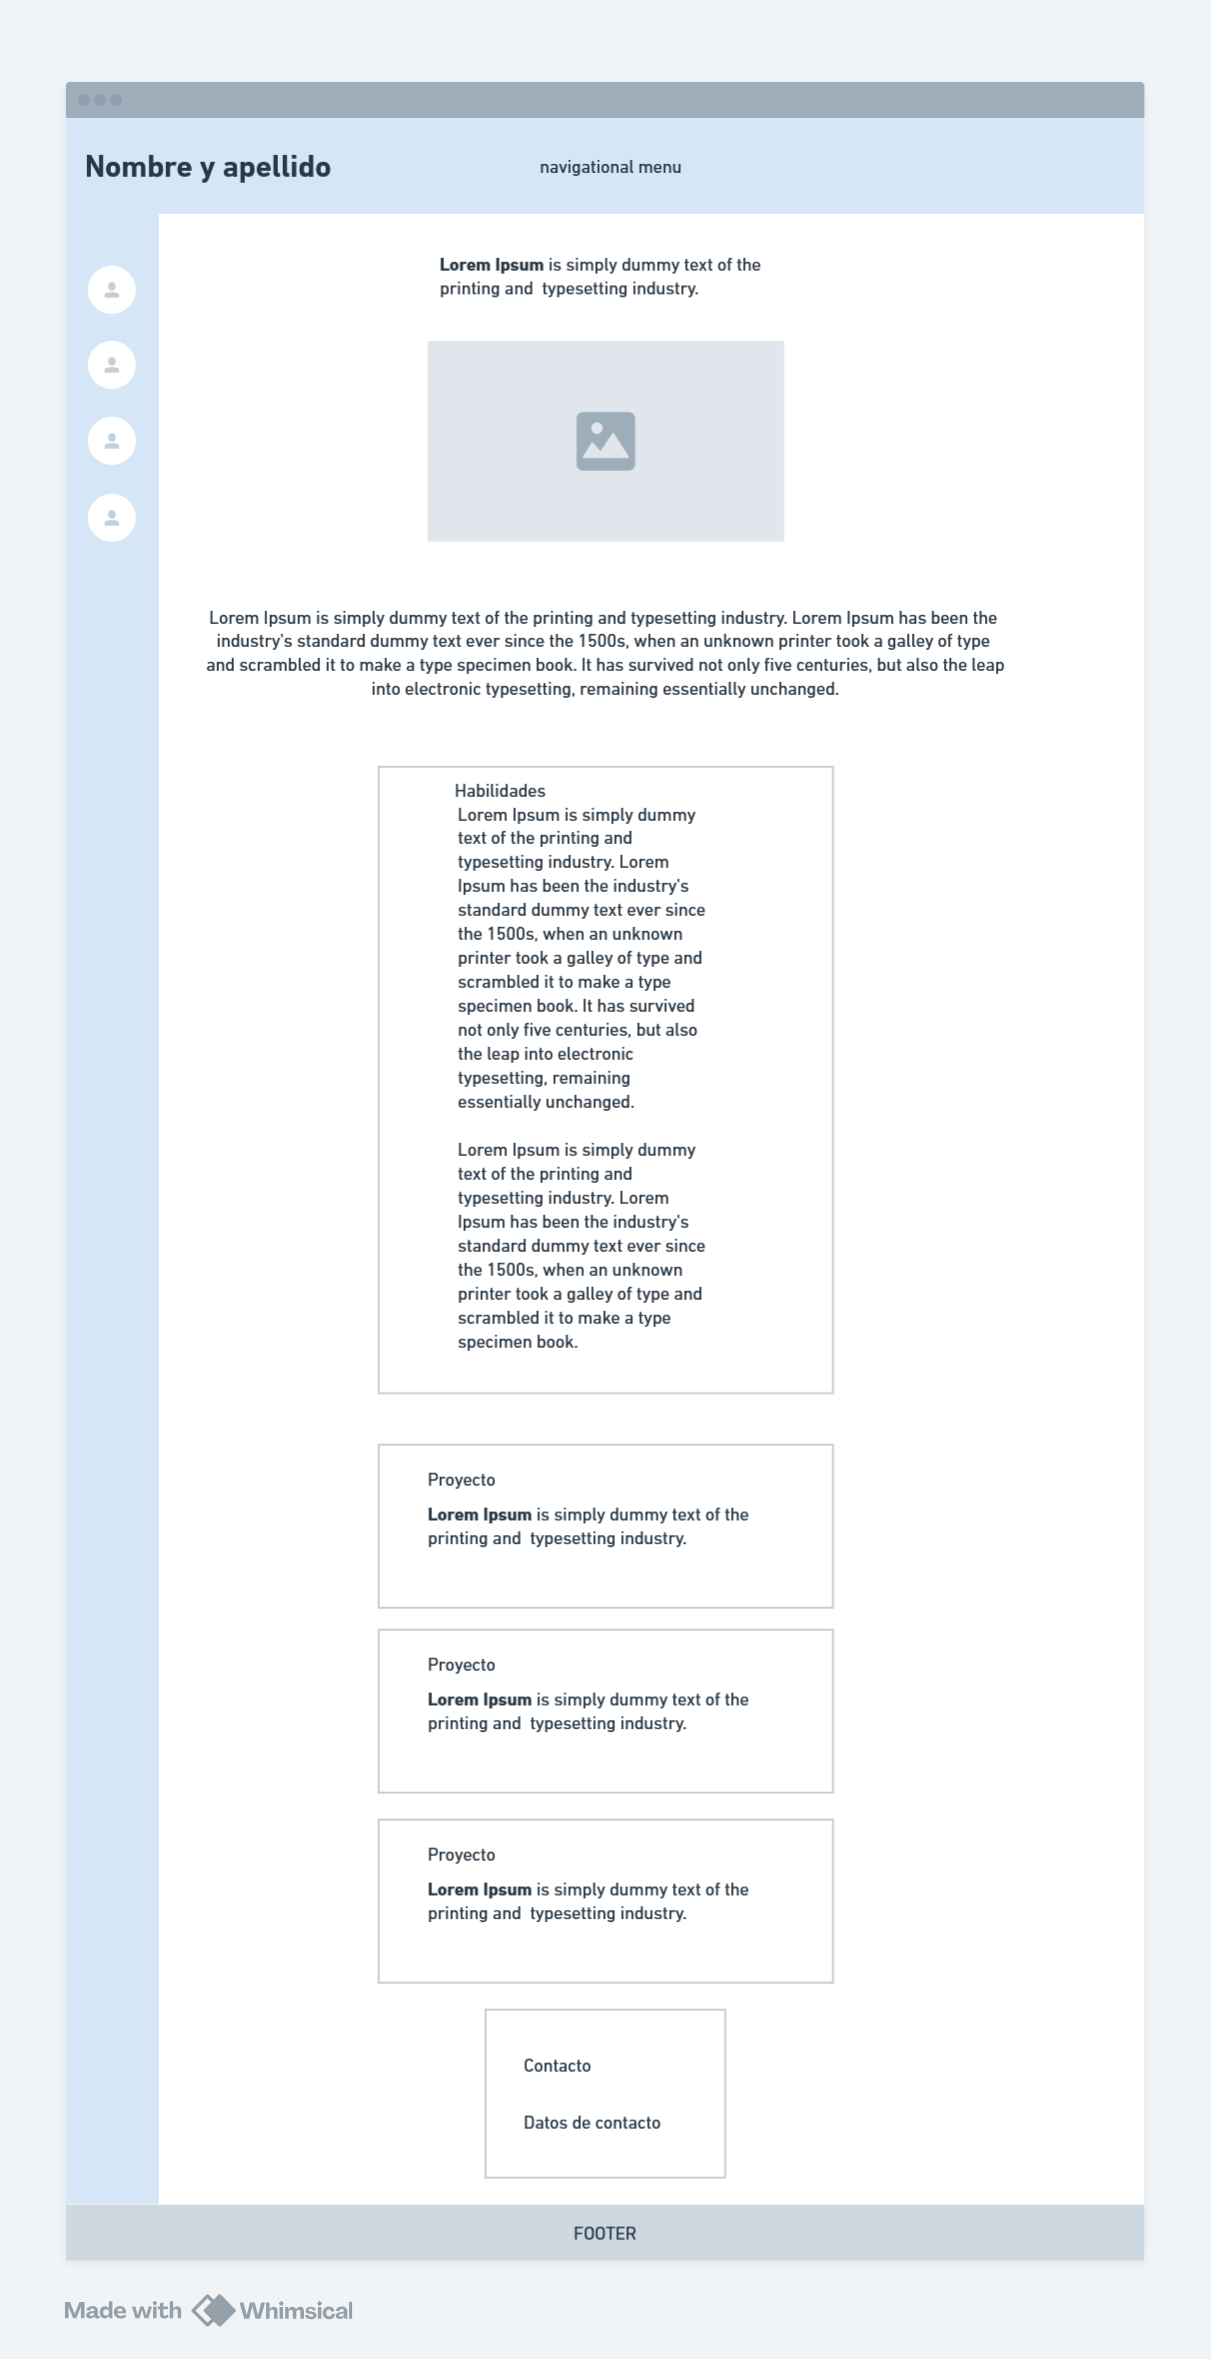 Nombre y apellido
navigational menu
Lorem Ipsum is simply dummy text of the
printing and  typesetting industry.
Lorem Ipsum is simply dummy text of the printing and typesetting industry. Lorem Ipsum has been the
industry's standard dummy text ever since the 1500s, when an unknown printer took a galley of type
and scrambled it to make a type specimen book. It has survived not only five centuries, but also the leap
into electronic typesetting, remaining essentially unchanged.
Habilidades
Lorem Ipsum is simply dummy
text of the printing and
typesetting industry. Lorem
Ipsum has been the industry's
standard dummy text ever since
the 1500s, when an unknown
printer took a galley of type and
scrambled it to make a type
specimen book. It has survived
not only five centuries, but also
the leap into electronic
typesetting, remaining
essentially unchanged.
Lorem Ipsum is simply dummy
text of the printing and
typesetting industry. Lorem
Ipsum has been the industry's
standard dummy text ever since
the 1500s, when an unknown
printer took a galley of type and
scrambled it to make a type
specimen book.
Proyecto
Lorem Ipsum is simply dummy text of the
printing and  typesetting industry.
Proyecto
Lorem Ipsum is simply dummy text of the
printing and  typesetting industry.
Proyecto
Lorem Ipsum is simply dummy text of the
printing and  typesetting industry.
Contacto
Datos de contacto
FOOTER
Made with Whimsical